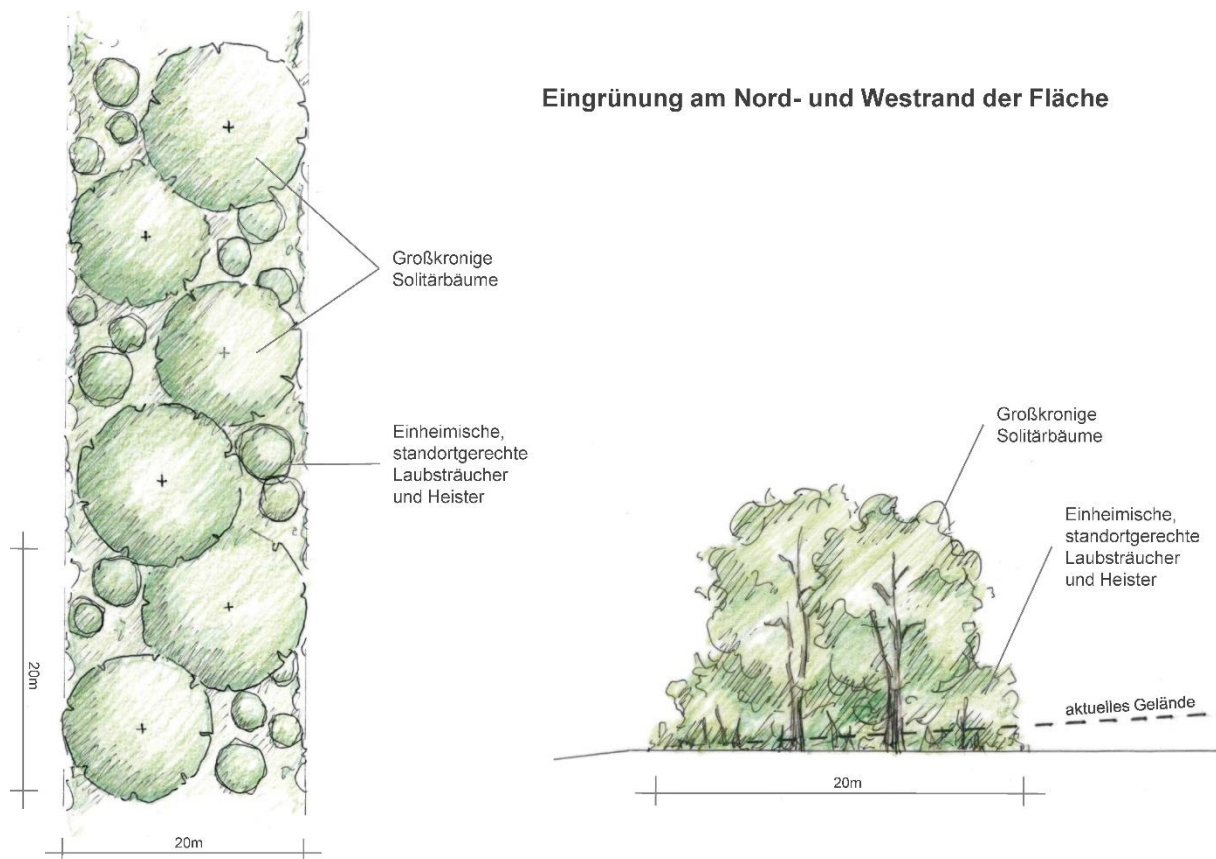 Eingrünung am Nord- und Westrand der Fläche
Großkronige
Solitärbäume
Einheimische,
standortgerechte
Laubsträucher
und Heister
20m
20m
Großkronige
Solitärbäume
Einheimische,
standortgerechte
Laubsträucher
und Heister
aktuelles Gelände
20m